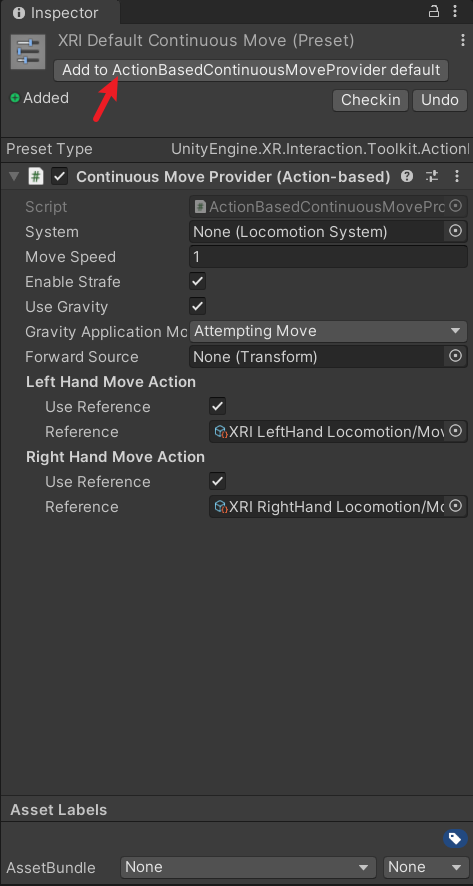 Inspector
XRI Default Continuous Move (Preset)
Add to ActionBasedContinuousMoveProvider default
Added Checkin Undo
Preset Type UnityEngine.XR.Interaction.Toolkit.Action
Continuous Move Provider (Action-based)
Script ActionBasedContinuousMovePro
System None (Locomotion System)
Move Speed 1
Enable Strafe
Use Gravity
Gravity Application Mo Attempting Move
Forward Source None (Transform)
Left Hand Move Action
Use Reference
Reference XRI LeftHand Locomotion/Mov
Right Hand Move Action
Use Reference
Reference XRI RightHand Locomotion/Mo
Asset Labels
AssetBundle None None